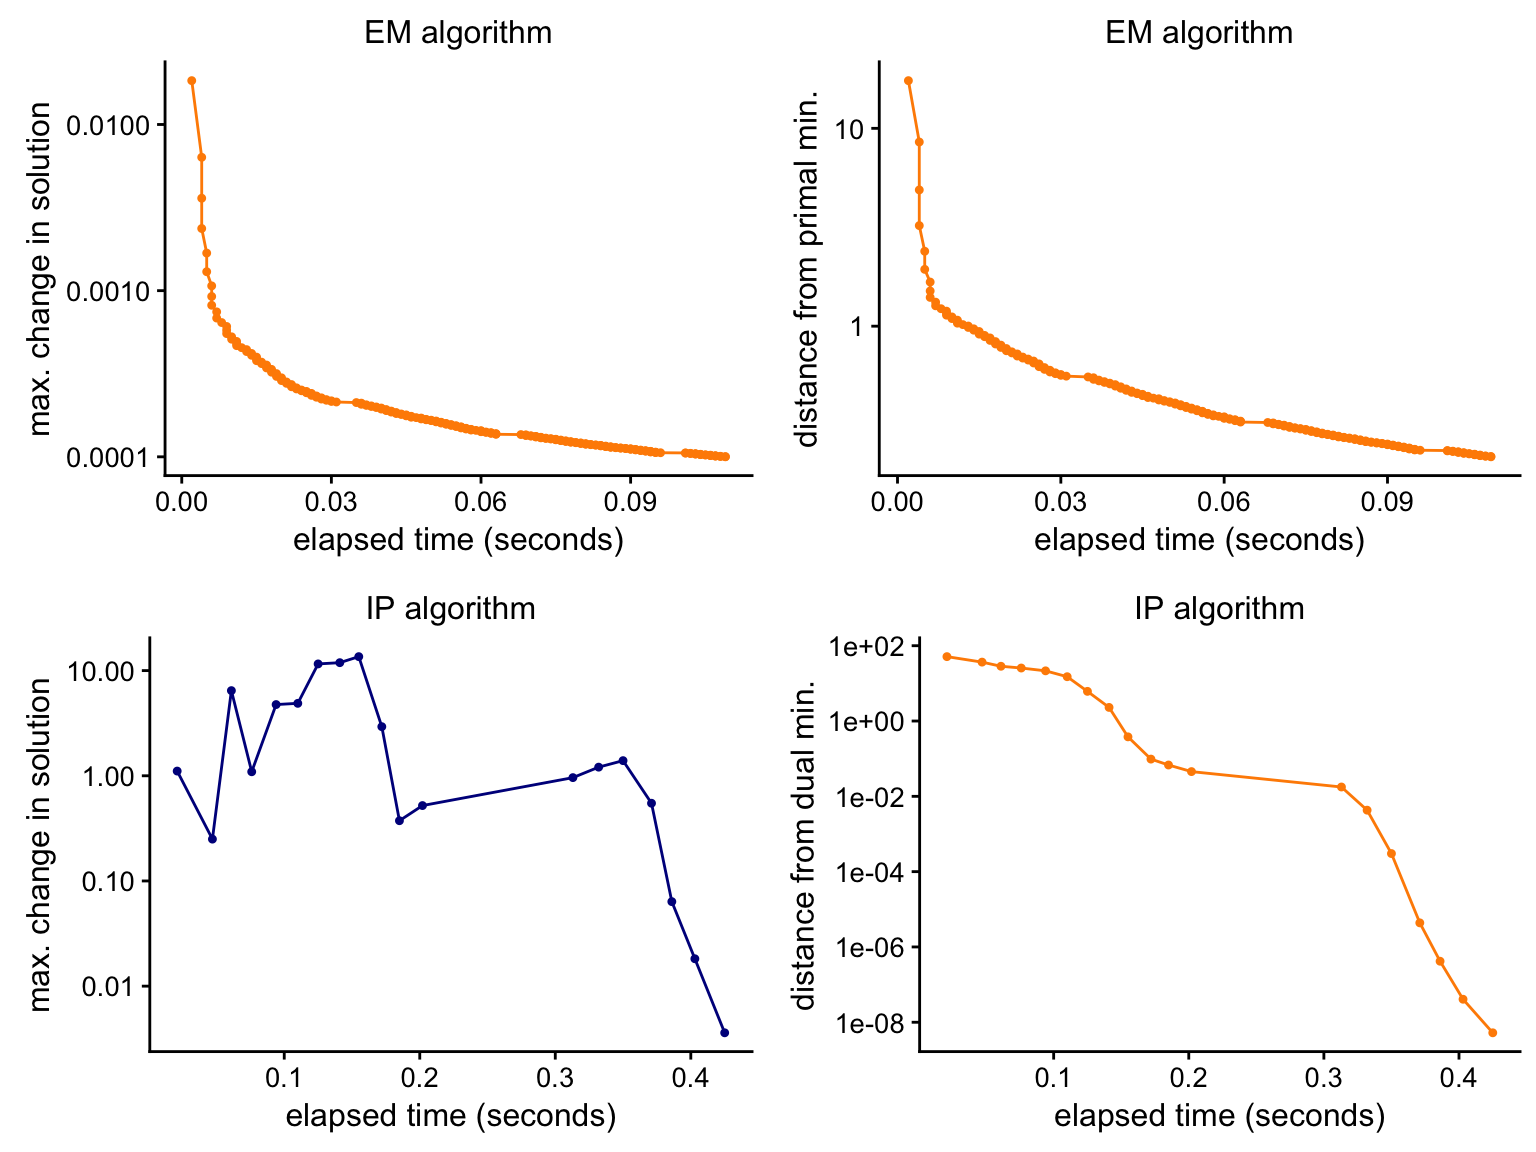 EM algorithm
max. change in solution
0.0100
0.0010
0.0001
0.00 0.03 0.06 0.09
elapsed time (seconds)
EM algorithm
distance from primal min.
10
1
0.00 0.03 0.06 0.09
elapsed time (seconds)
IP algorithm
max. change in solution
10.00
1.00
0.10
0.01
0.1 0.2 0.3 0.4
elapsed time (seconds)
IP algorithm
distance from dual min.
1e+02
1e+00
1e-02
1e-04
1e-06
1e-08
0.1 0.2 0.3 0.4
elapsed time (seconds)